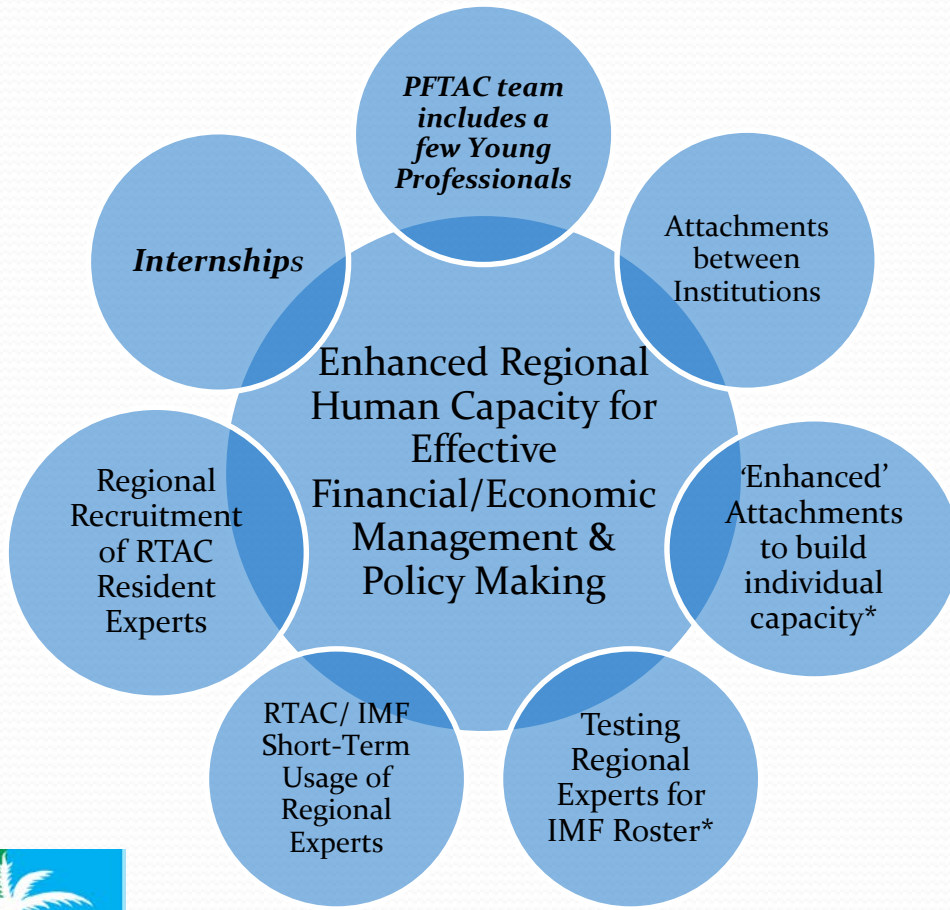 PFTAC team
includes a
few Young
Professionals
Attachments
between
Institutions
'Enhanced'
Attachments
to build
individual
capacity*
Testing
Regional
Experts for
IMF Roster*
RTAC/ IMF
Short-Term
Usage of
Regional
Experts
Regional
Recruitment
of RTAC
Resident
Experts
Internships
Enhanced Regional
Human Capacity for
Effective
Financial/Economic
Management &
Policy Making